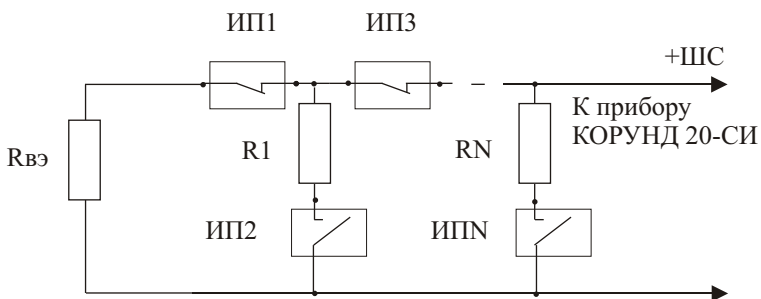 ИП1 ИП3
+ШС
К прибору
КОРУНД 20-СИ
Rвэ R1 RN
ИП2 ИПN